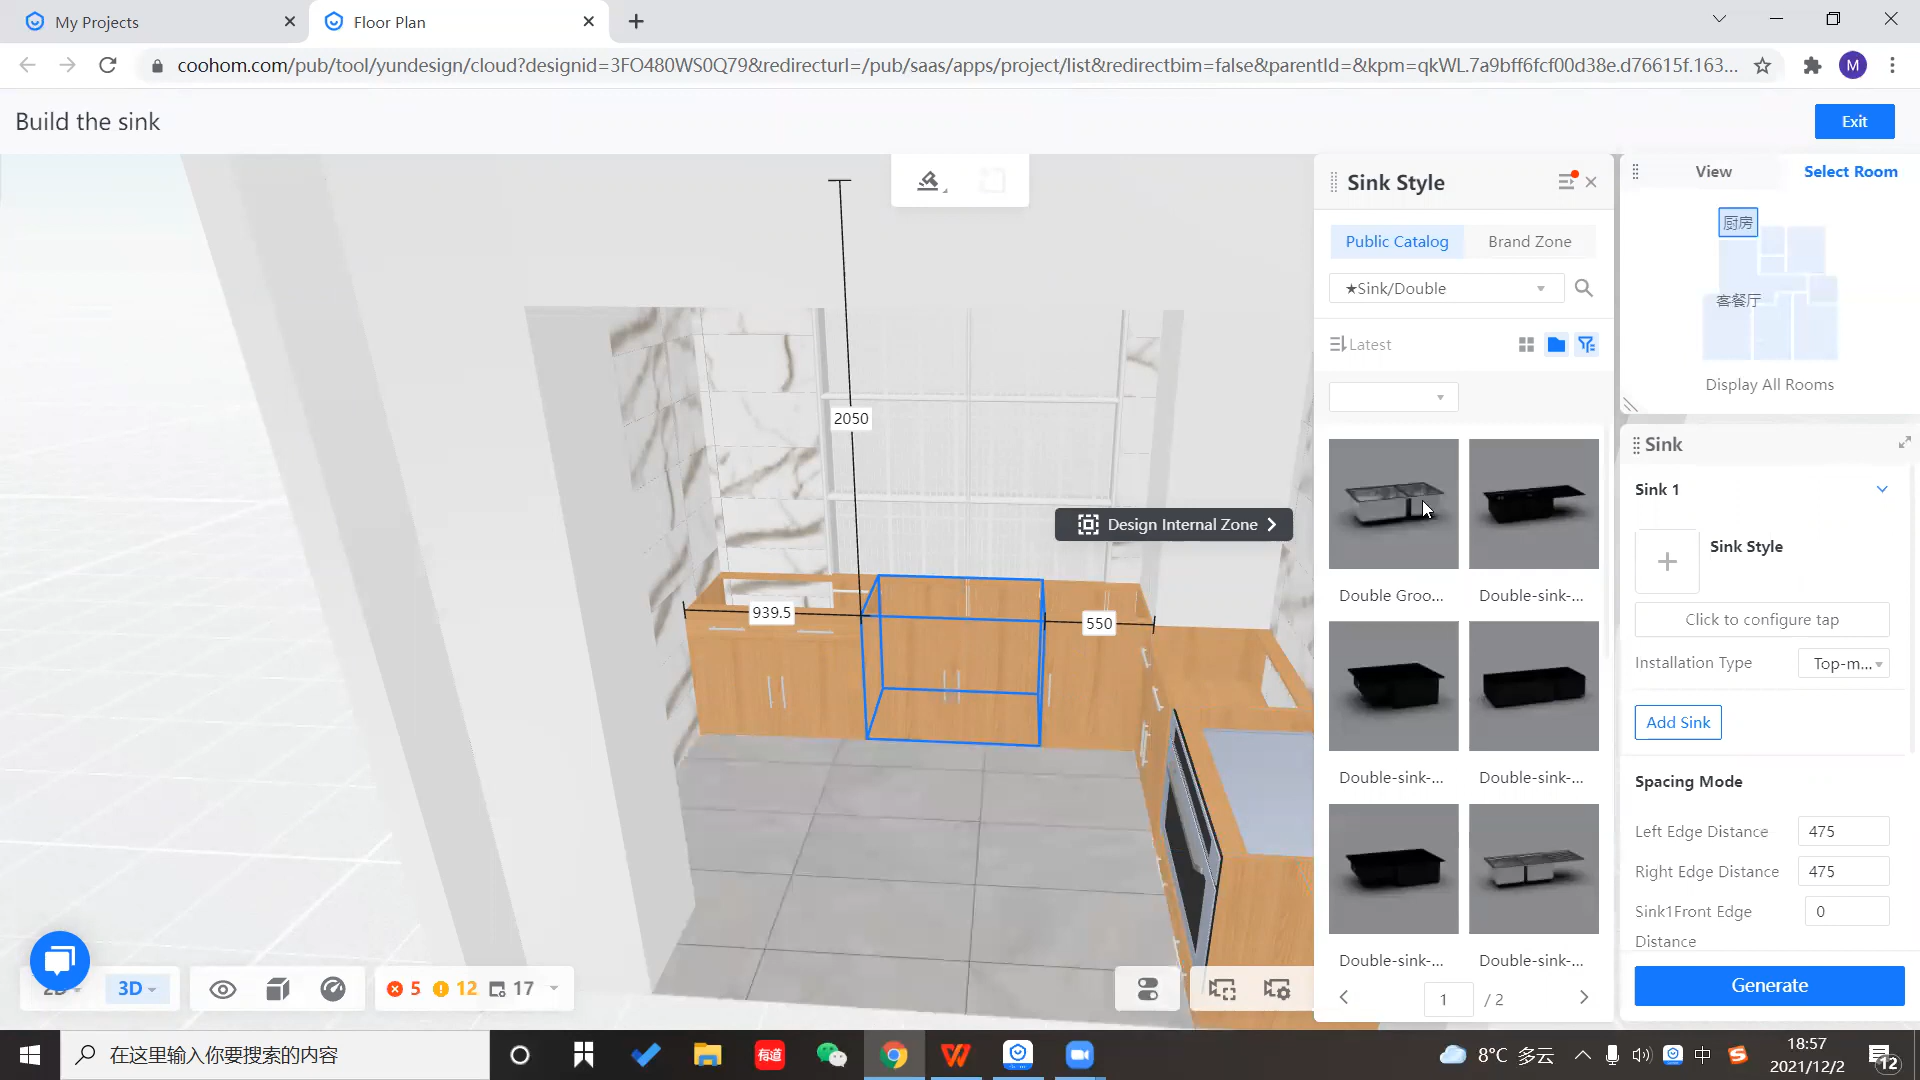 My Projects
Floor Plan
coohom.com/pub/tool/yundesign/cloud?designid=3FO480WS0Q79&redirecturl=/pub/saas/apps/project/list&redirectbim=false&parentId=&kpm=qkWL.7a9bff6fcf00d38e.d76615f.163...
M
Build the sink
Exit
Sink Style
Public Catalog
Brand Zone
★Sink/Double
Latest
Double Groo...
Double-sink-...
Double-sink-...
Double-sink-...
Double-sink-...
Double-sink-...
1
/ 2
View
Select Room
厨房
客餐厅
Display All Rooms
Sink
Sink 1
Sink Style
Click to configure tap
Installation Type
Top-m...
Add Sink
Spacing Mode
Left Edge Distance
475
Right Edge Distance
475
Sink1Front Edge
Distance
0
Generate
2050
Design Internal Zone
939.5
550
2D
3D
5
12
17
在这里输入你要搜索的内容
有道
8°C 多云
中
18:57
2021/12/2
12